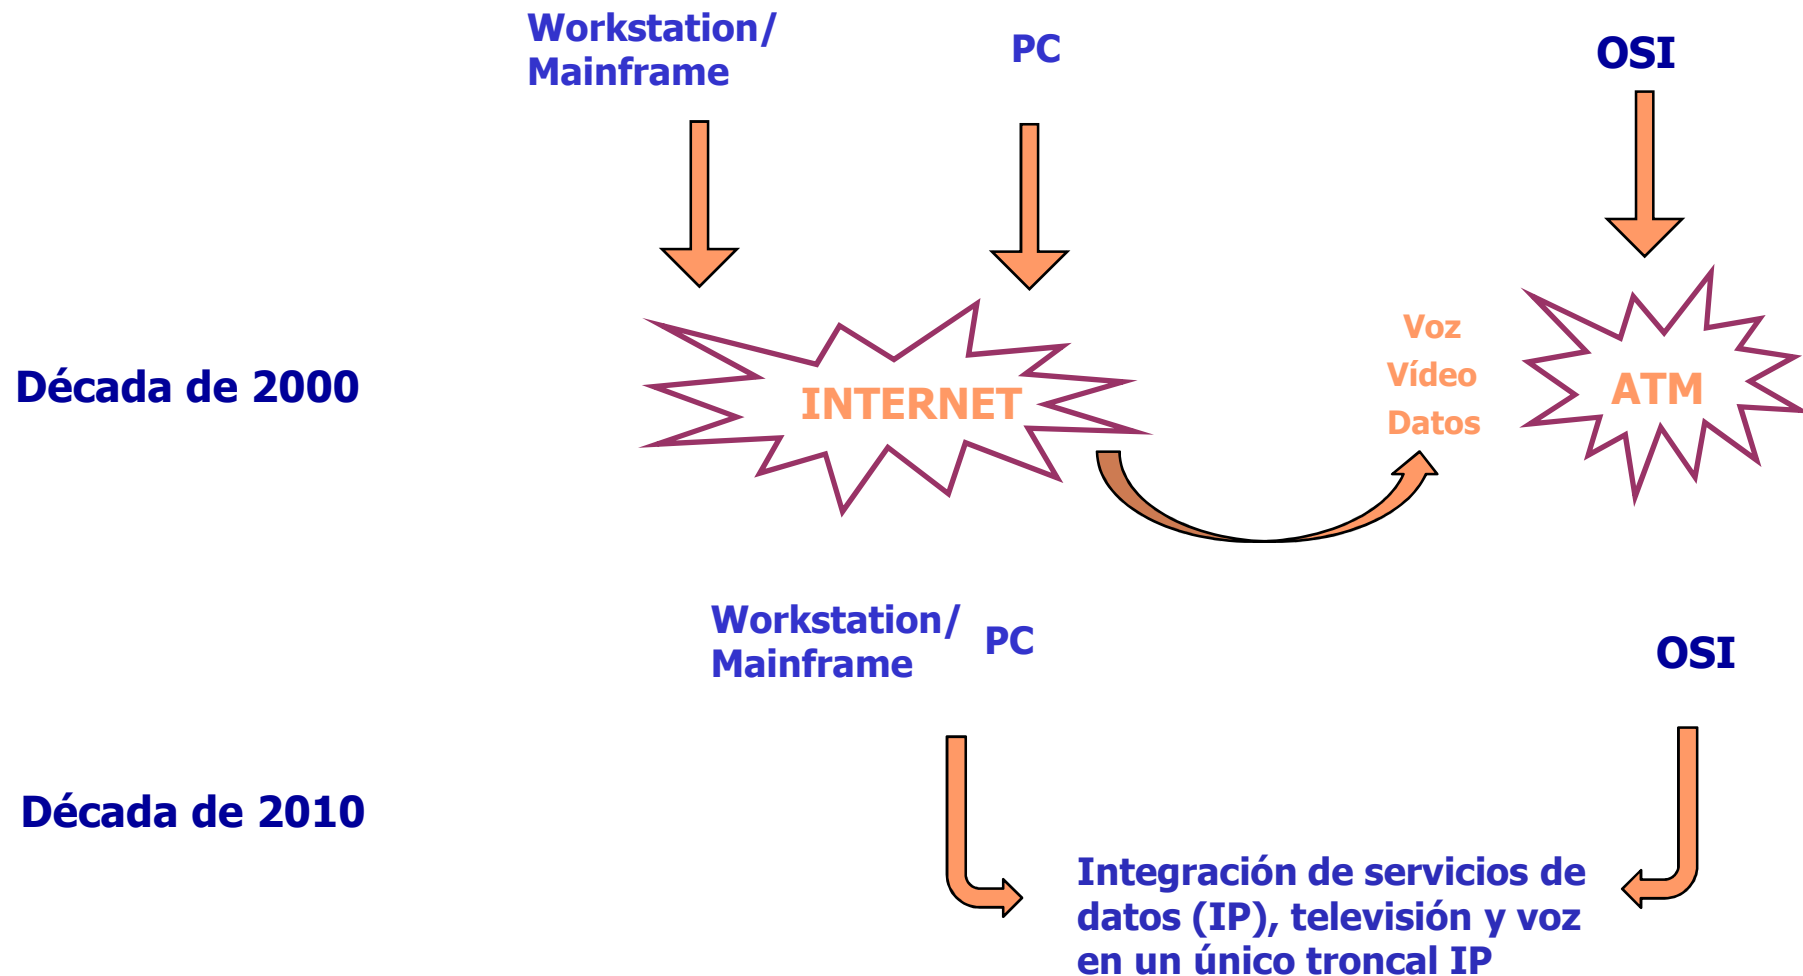 Workstation/
Mainframe
PC
OSI
Década de 2000
INTERNET
Voz
Vídeo
Datos
ATM
Workstation/
Mainframe
PC
OSI
Década de 2010
Integración de servicios de
datos (IP), televisión y voz
en un único troncal IP